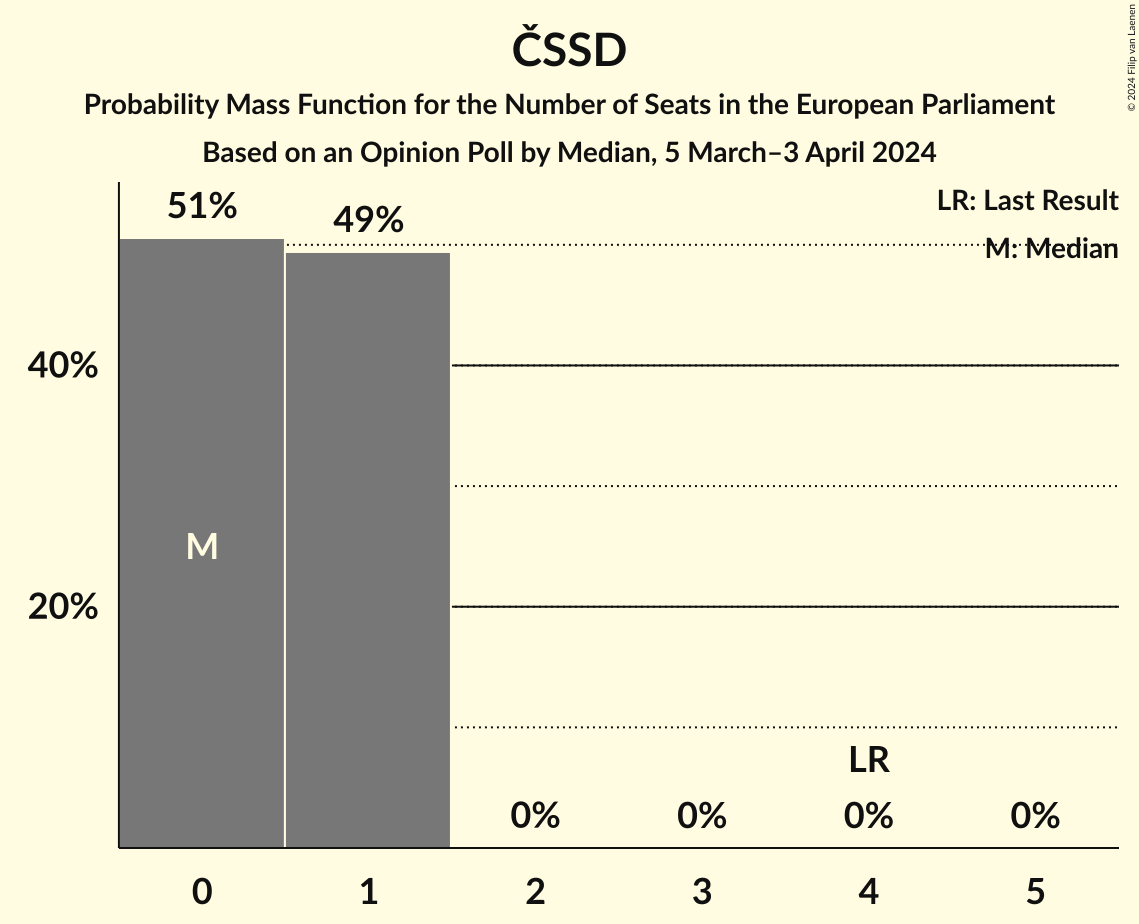 ČSSD
Probability Mass Function for the Number of Seats in the European Parliament
Based on an Opinion Poll by Median, 5 March–3 April 2024
© 2024 Filip van Laenen
LR: Last Result
M: Median
51%
49%
40%
20%
M
LR
0%
0%
0%
0%
0
1
2
3
4
5